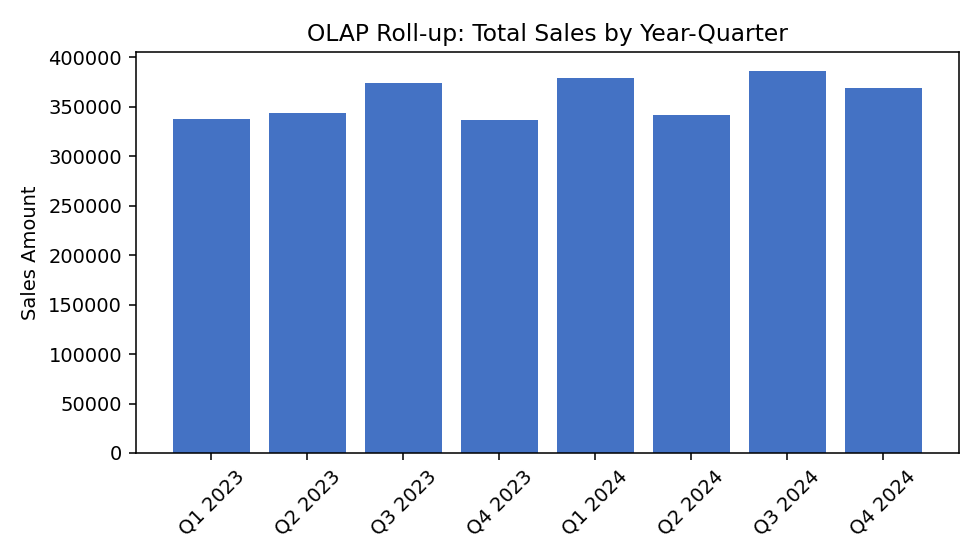 OLAP Roll-up: Total Sales by Year-Quarter
Sales Amount
400000
350000
300000
250000
200000
150000
100000
50000
0
Q1 2023
Q2 2023
Q3 2023
Q4 2023
Q1 2024
Q2 2024
Q3 2024
Q4 2024